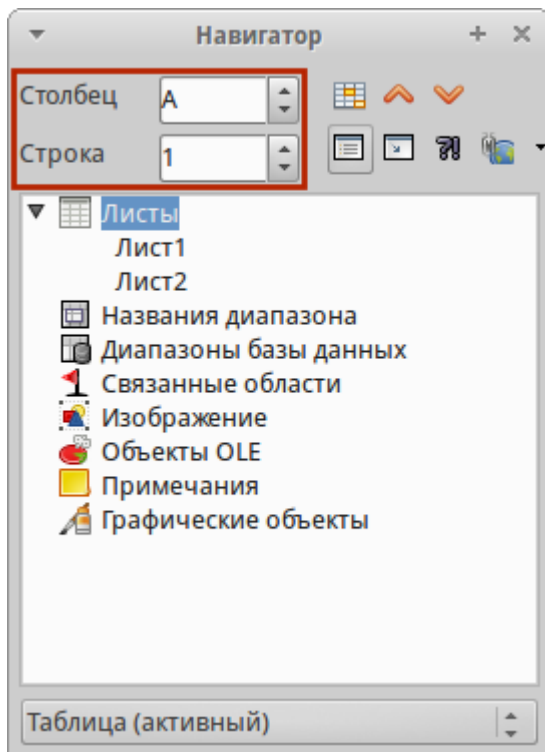 Навигатор
Столбец A
Строка 1
Листы
Лист1
Лист2
Названия диапазона
Диапазоны базы данных
Связанные области
Изображение
Объекты OLE
Примечания
Графические объекты
Таблица (активный)